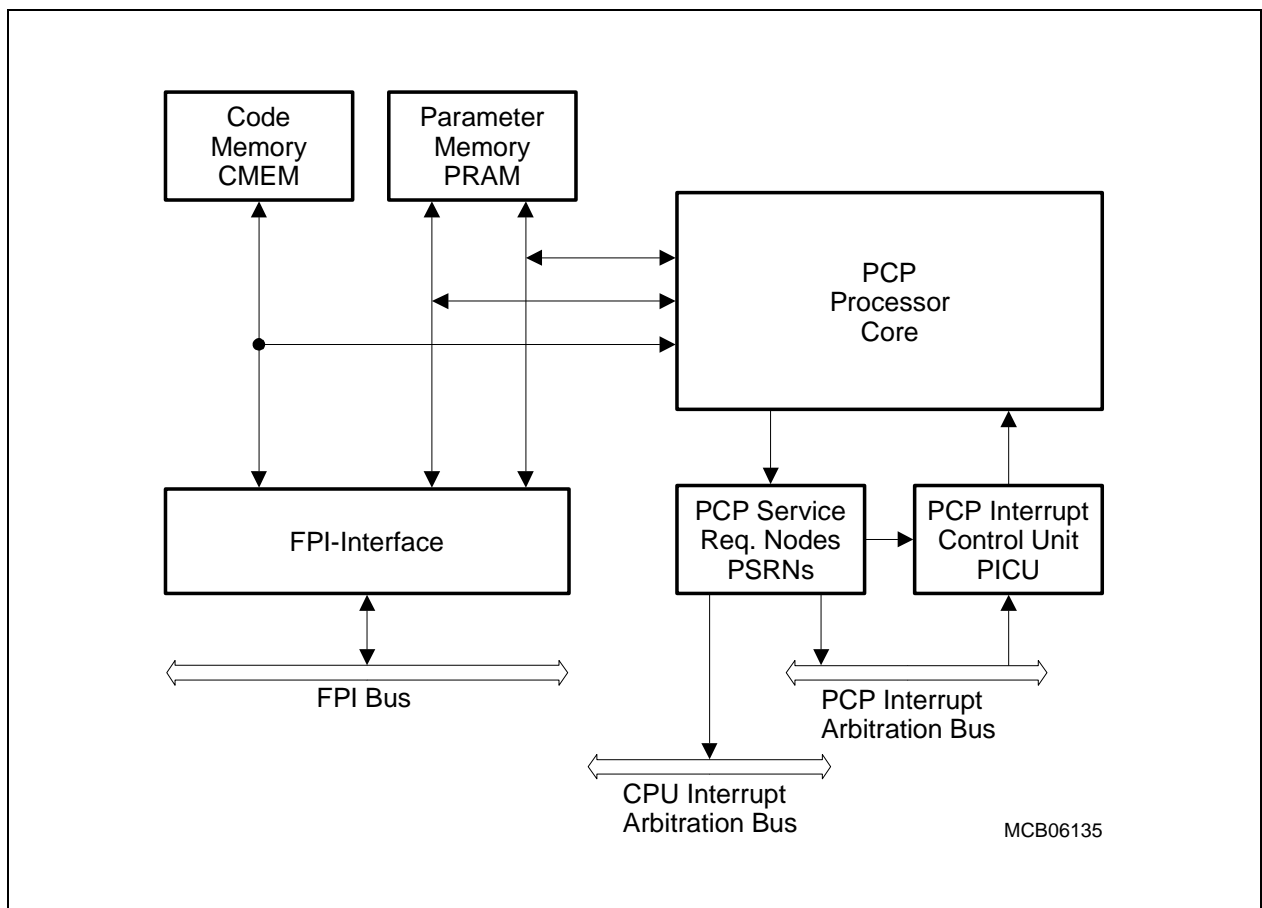 Code
Memory
CMEM
Parameter
Memory
PRAM
PCP
Processor
Core
FPI-Interface
PCP Service
Req. Nodes
PSRNs
PCP Interrupt
Control Unit
PICU
FPI Bus
PCP Interrupt
Arbitration Bus
CPU Interrupt
Arbitration Bus
MCB06135